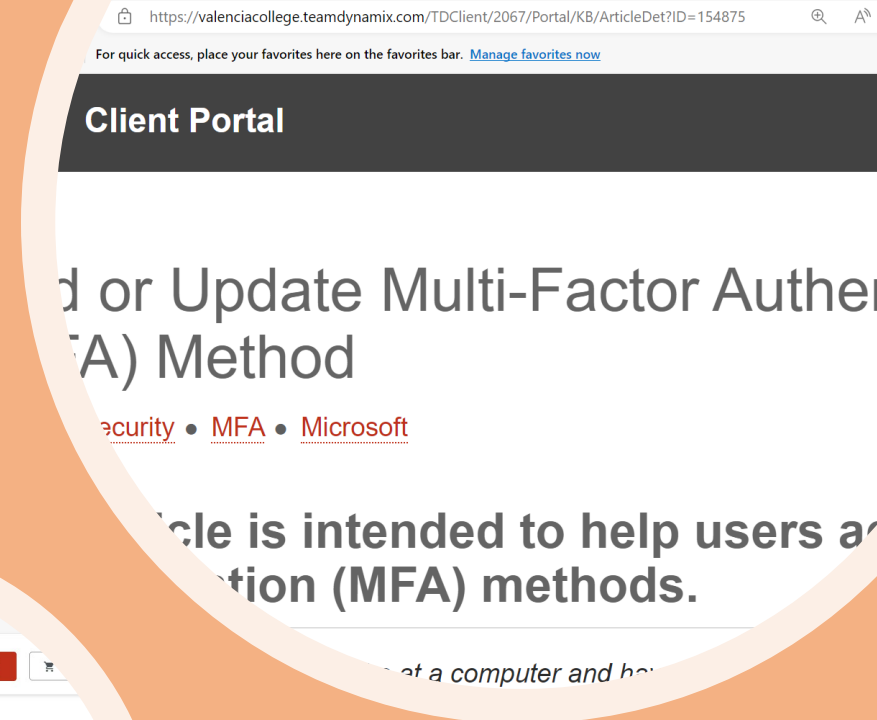 https://valenciacollege.teamdynamix.com/TDClient/2067/Portal/KB/ArticleDet?ID=154875
For quick access, place your favorites here on the favorites bar. Manage favorites now
Client Portal
d or Update Multi-Factor Authe
A) Method
ecurity • MFA • Microsoft
cle is intended to help users a
tion (MFA) methods.
at a computer and ha